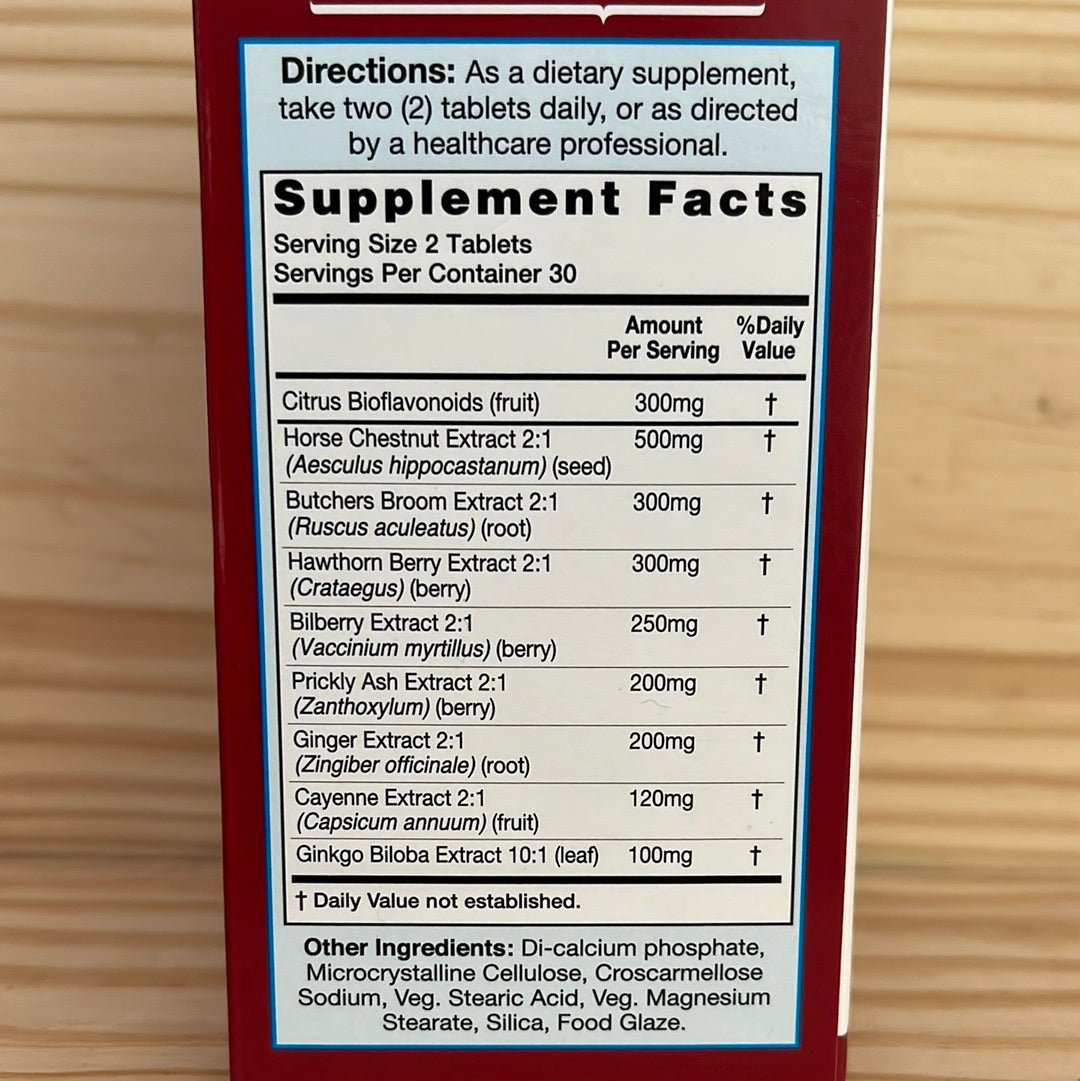 Directions: As a dietary supplement,
take two (2) tablets daily, or as directed
by a healthcare professional.
Supplement Facts
Serving Size 2 Tablets
Servings Per Container 30
Amount Per Serving %Daily Value
Citrus Bioflavonoids (fruit) 300mg †
Horse Chestnut Extract 2:1 500mg †
(Aesculus hippocastanum) (seed)
Butchers Broom Extract 2:1 300mg †
(Ruscus aculeatus) (root)
Hawthorn Berry Extract 2:1 300mg †
(Crataegus) (berry)
Bilberry Extract 2:1 250mg †
(Vaccinium myrtillus) (berry)
Prickly Ash Extract 2:1 200mg †
(Zanthoxylum) (berry)
Ginger Extract 2:1 200mg †
(Zingiber officinale) (root)
Cayenne Extract 2:1 120mg †
(Capsicum annuum) (fruit)
Ginkgo Biloba Extract 10:1 (leaf) 100mg †
† Daily Value not established.
Other Ingredients: Di-calcium phosphate,
Microcrystalline Cellulose, Croscarmellose
Sodium, Veg. Stearic Acid, Veg. Magnesium
Stearate, Silica, Food Glaze.